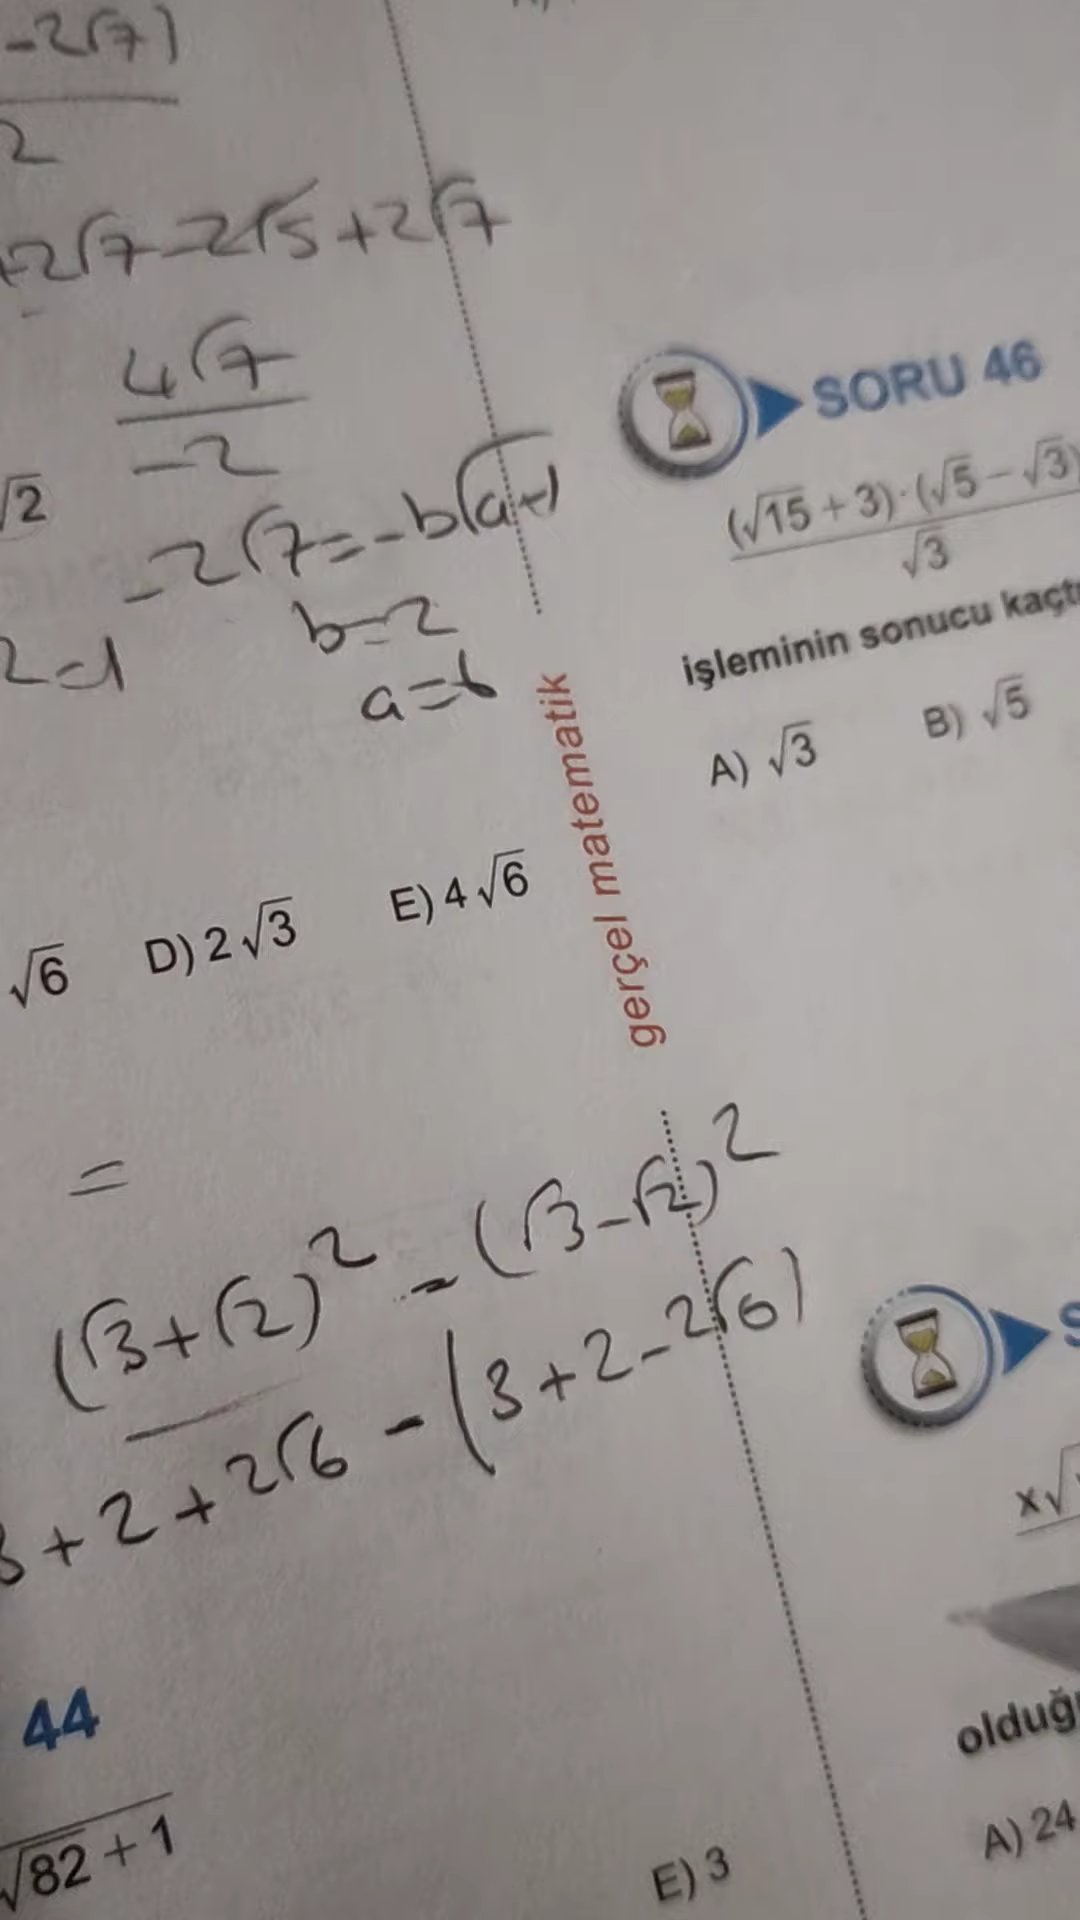 -2√7)
2
+2√7-2√5+2√7
4√7
-2
√2
-2√7=-b√a+1
2=1
b=2
a=6
√6 D) 2√3 E) 4√6
gerçel matematik
=
(√3+√2)² - (√3-√2)²
3+2+2√6 - (3+2-2√6)
44
√82 + 1
E) 3
SORU 46
(√15 + 3)·(√5 - √3)
√3
işleminin sonucu kaçt
A) √3 B) √5
x√
olduğ
A) 24